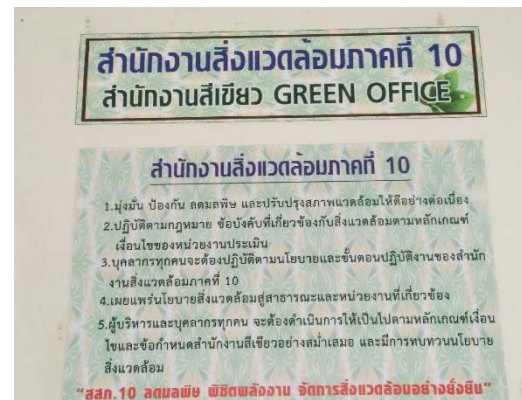 สำนักงานสิ่งแวดล้อมภาคที่ 10
สำนักงานสีเขียว GREEN OFFICE
สำนักงานสิ่งแวดล้อมภาคที่ 10
1.มุ่งมั่น ป้องกัน ลดมลพิษ และปรับปรุงสภาพแวดล้อมให้ดีอย่างต่อเนื่อง
2.ปฏิบัติตามกฎหมาย ข้อบังคับที่เกี่ยวข้องกับสิ่งแวดล้อมตามหลักเกณฑ์
เงื่อนไขของหน่วยงานประเมิน
3.บุคลากรทุกคนจะต้องปฏิบัติตามนโยบายและขั้นตอนปฏิบัติงานของสำนัก
งานสิ่งแวดล้อมภาคที่ 10
4.เผยแพร่นโยบายสิ่งแวดล้อมสู่สาธารณะและหน่วยงานที่เกี่ยวข้อง
5.ผู้บริหารและบุคลากรทุกคน จะต้องดำเนินการให้เป็นไปตามหลักเกณฑ์เงื่อน
ไขและข้อกำหนดสำนักงานสีเขียวอย่างสม่ำเสมอ และมีการทบทวนนโยบาย
สิ่งแวดล้อม
"สสภ.10 ลดมลพิษ พิชิตพลังงาน จัดการสิ่งแวดล้อมอย่างยั่งยืน"